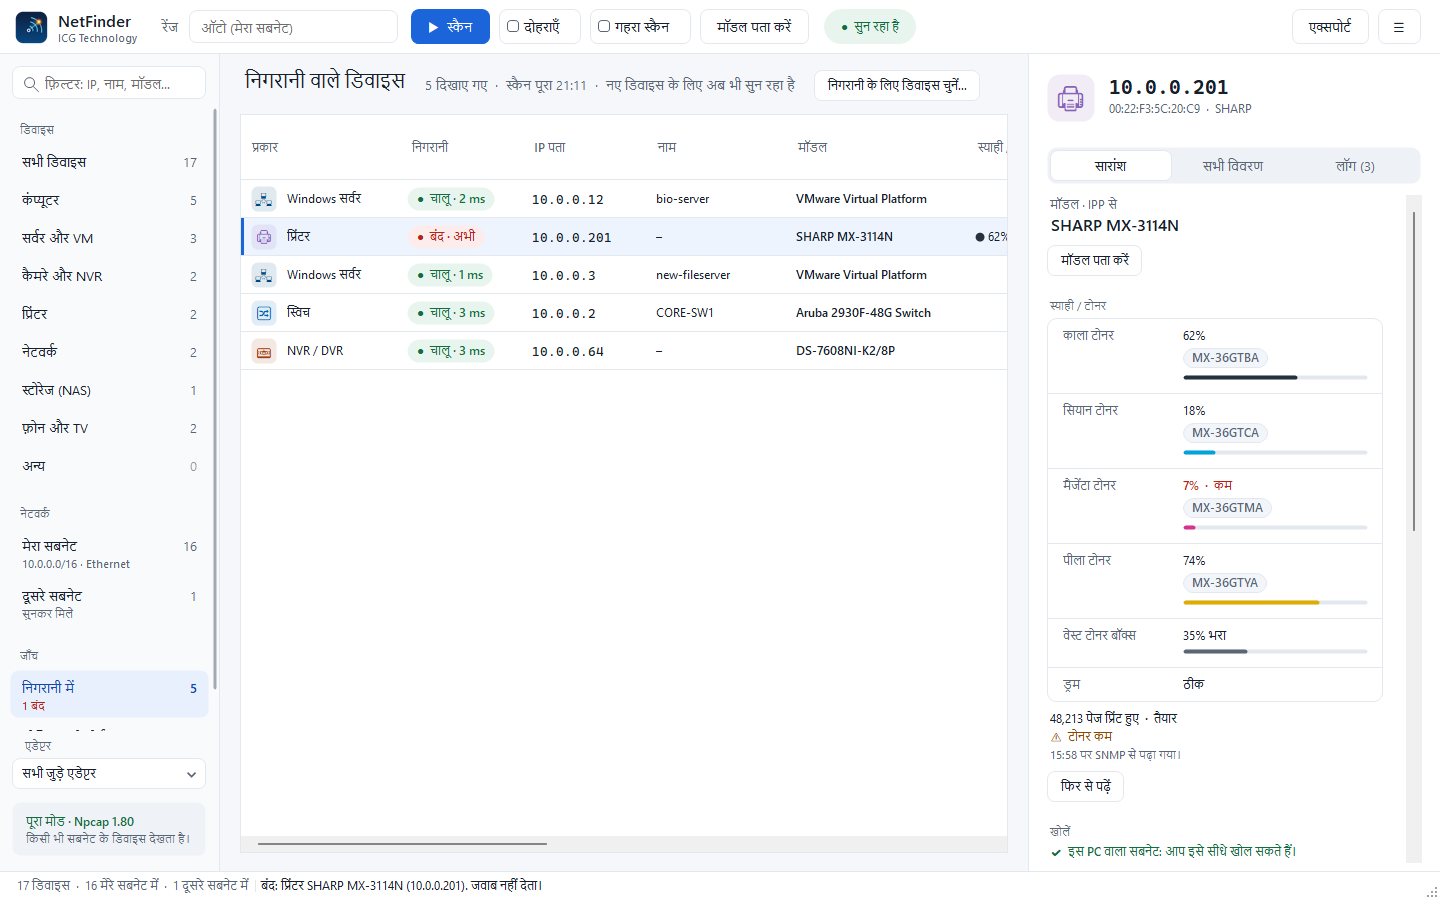 NetFinder
ICG Technology
रेंज
ऑटो (मेरा सबनेट)
स्कैन
दोहराएँ
गहरा स्कैन
मॉडल पता करें
सुन रहा है
एक्सपोर्ट
फ़िल्टर: IP, नाम, मॉडल...
डिवाइस
सभी डिवाइस 17
कंप्यूटर 5
सर्वर और VM 3
कैमरे और NVR 2
प्रिंटर 2
नेटवर्क 2
स्टोरेज (NAS) 1
फ़ोन और TV 2
अन्य 0
नेटवर्क
मेरा सबनेट 16
10.0.0.0/16 · Ethernet
दूसरे सबनेट 1
सुनकर मिले
जाँच
निगरानी में 5
1 बंद
एडेप्टर
सभी जुड़े एडेप्टर
पूरा मोड · Npcap 1.80
किसी भी सबनेट के डिवाइस देखता है।
निगरानी वाले डिवाइस
5 दिखाए गए · स्कैन पूरा 21:11 · नए डिवाइस के लिए अब भी सुन रहा है
निगरानी के लिए डिवाइस चुनें...
प्रकार निगरानी IP पता नाम मॉडल स्याही /
Windows सर्वर चालू · 2 ms 10.0.0.12 bio-server VMware Virtual Platform
प्रिंटर बंद · अभी 10.0.0.201 – SHARP MX-3114N 62%
Windows सर्वर चालू · 1 ms 10.0.0.3 new-fileserver VMware Virtual Platform
स्विच चालू · 3 ms 10.0.0.2 CORE-SW1 Aruba 2930F-48G Switch
NVR / DVR चालू · 3 ms 10.0.0.64 – DS-7608NI-K2/8P
10.0.0.201
00:22:F3:5C:20:C9 · SHARP
सारांश
सभी विवरण
लॉग (3)
मॉडल · IPP से
SHARP MX-3114N
मॉडल पता करें
स्याही / टोनर
काला टोनर 62%
MX-36GTBA
सियान टोनर 18%
MX-36GTCA
मैजेंटा टोनर 7% · कम
MX-36GTMA
पीला टोनर 74%
MX-36GTYA
वेस्ट टोनर बॉक्स 35% भरा
ड्रम ठीक
48,213 पेज प्रिंट हुए · तैयार
⚠ टोनर कम
15:58 पर SNMP से पढ़ा गया।
फिर से पढ़ें
खोलें
✓ इस PC वाला सबनेट: आप इसे सीधे खोल सकते हैं।
17 डिवाइस · 16 मेरे सबनेट में · 1 दूसरे सबनेट में
बंद: प्रिंटर SHARP MX-3114N (10.0.0.201). जवाब नहीं देता।